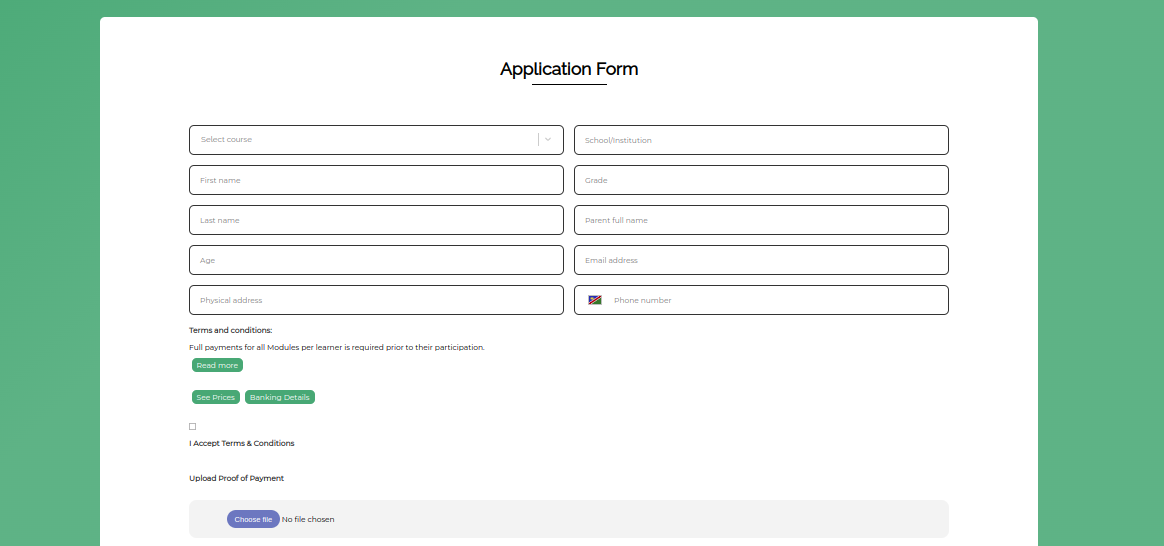 Application Form
Select course
School/Institution
First name
Grade
Last name
Parent full name
Age
Email address
Physical address
Phone number
Terms and conditions:
Full payments for all Modules per learner is required prior to their participation.
Read more
See Prices Banking Details
I Accept Terms & Conditions
Upload Proof of Payment
Choose file No file chosen